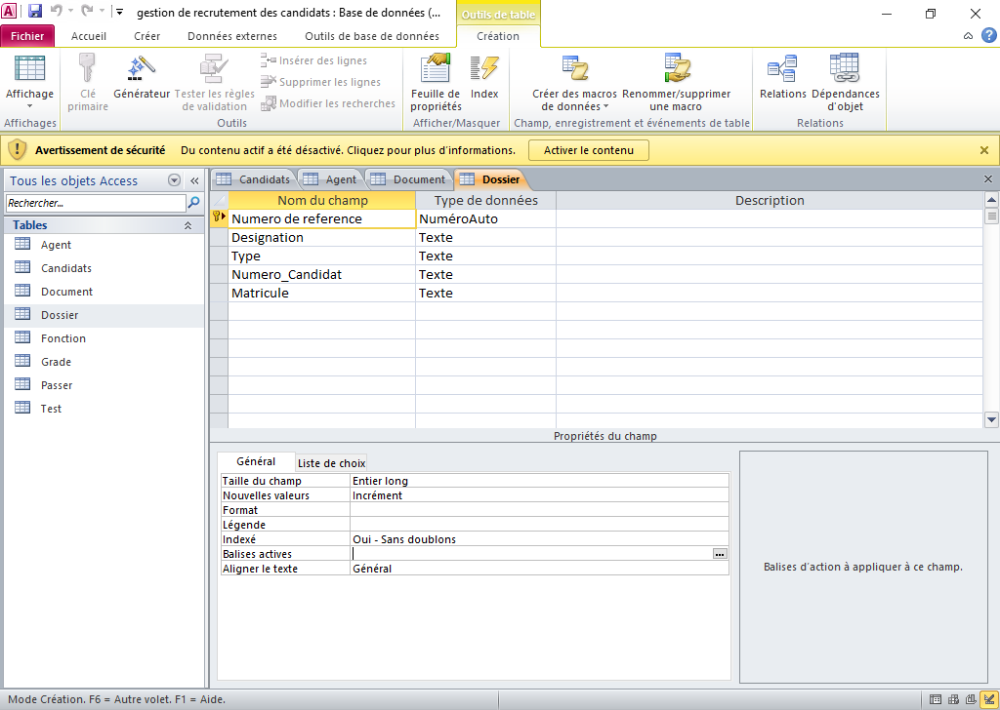 gestion de recrutement des candidats : Base de données (...
Outils de table
Fichier
Accueil
Créer
Données externes
Outils de base de données
Création
Affichage
Clé primaire
Générateur
Tester les règles de validation
Insérer des lignes
Supprimer les lignes
Modifier les recherches
Feuille de propriétés
Index
Créer des macros de données
Renommer/supprimer une macro
Relations
Dépendances d'objet
Affichages
Outils
Afficher/Masquer
Champ, enregistrement et événements de table
Relations
Avertissement de sécurité
Du contenu actif a été désactivé. Cliquez pour plus d'informations.
Activer le contenu
Tous les objets Access
Rechercher...
Tables
Agent
Candidats
Document
Dossier
Fonction
Grade
Passer
Test
Candidats
Agent
Document
Dossier
Nom du champ
Type de données
Description
Numero de reference
NuméroAuto
Designation
Texte
Type
Texte
Numero_Candidat
Texte
Matricule
Texte
Propriétés du champ
Général
Liste de choix
Taille du champ
Entier long
Nouvelles valeurs
Incrément
Format
Légende
Indexé
Oui - Sans doublons
Balises actives
Aligner le texte
Général
Balises d'action à appliquer à ce champ.
Mode Création. F6 = Autre volet. F1 = Aide.